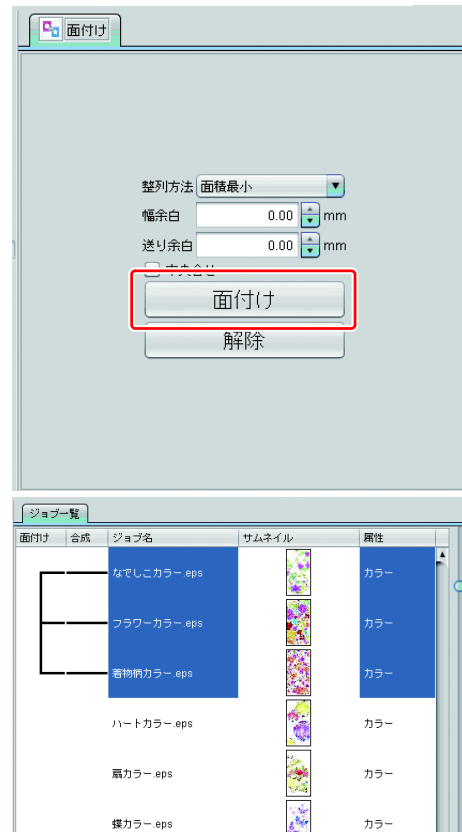 面付け
整列方法 面積最小
幅余白 0.00 mm
送り余白 0.00 mm
面付け
解除
ジョブ一覧
面付け 合成 ジョブ名 サムネイル 属性
なでしこカラー.eps カラー
フラワーカラー.eps カラー
着物柄カラー.eps カラー
ハートカラー.eps カラー
扇カラー.eps カラー
蝶カラー.eps カラー